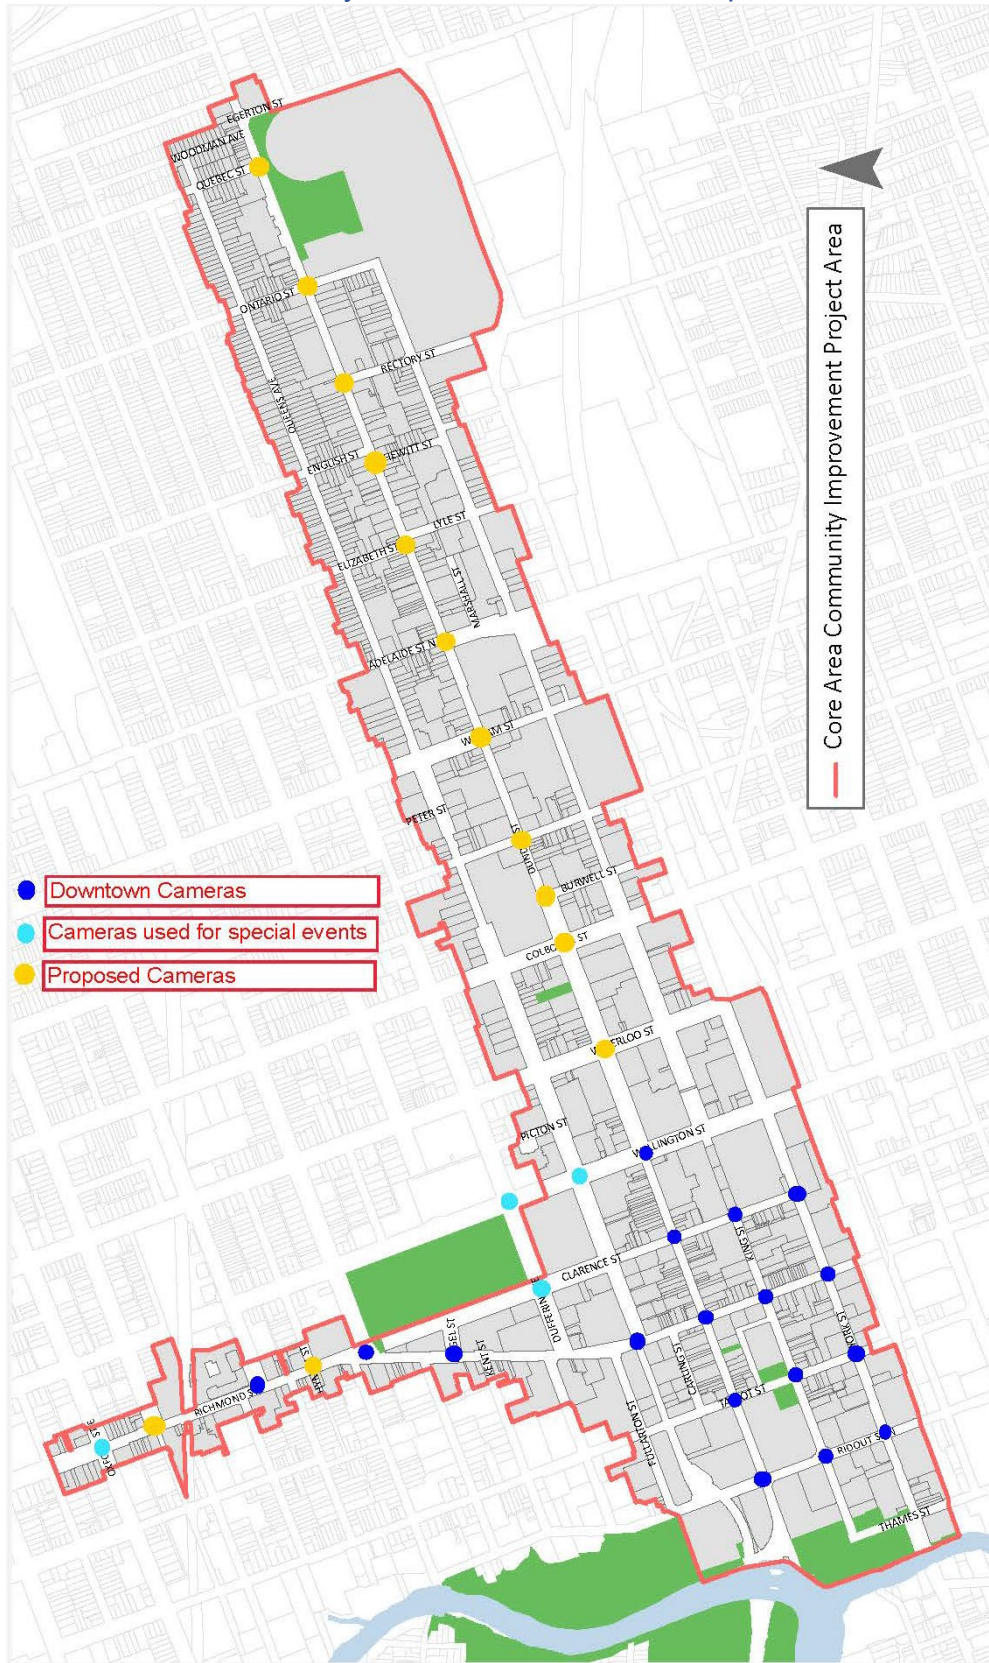 EGERTON ST
WOODMAN AVE
QUEBEC ST
ONTARIO ST
RECTORY ST
QUEENS AVE
ENGLISH ST
HEWITT ST
LYLE ST
ELIZABETH ST
MARSHALL ST
ADELAIDE ST N
ST
PETER ST
BURWELL ST
ST
Core Area Community Improvement Project Area
Downtown Cameras
Cameras used for special events
Proposed Cameras
ST
PICTON ST
CLARENCE ST
KING ST
KENT ST
CARLING ST
YORK ST
RICHMOND
FULLARTON ST
RIDOUT
THAMES ST